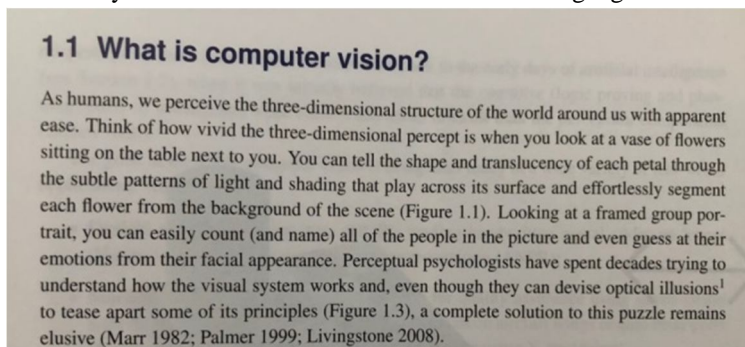 1.1 What is computer vision?
As humans, we perceive the three-dimensional structure of the world around us with apparent
ease. Think of how vivid the three-dimensional percept is when you look at a vase of flowers
sitting on the table next to you. You can tell the shape and translucency of each petal through
the subtle patterns of light and shading that play across its surface and effortlessly segment
each flower from the background of the scene (Figure 1.1). Looking at a framed group por-
trait, you can easily count (and name) all of the people in the picture and even guess at their
emotions from their facial appearance. Perceptual psychologists have spent decades trying to
understand how the visual system works and, even though they can devise optical illusions¹
to tease apart some of its principles (Figure 1.3), a complete solution to this puzzle remains
elusive (Marr 1982; Palmer 1999; Livingstone 2008).